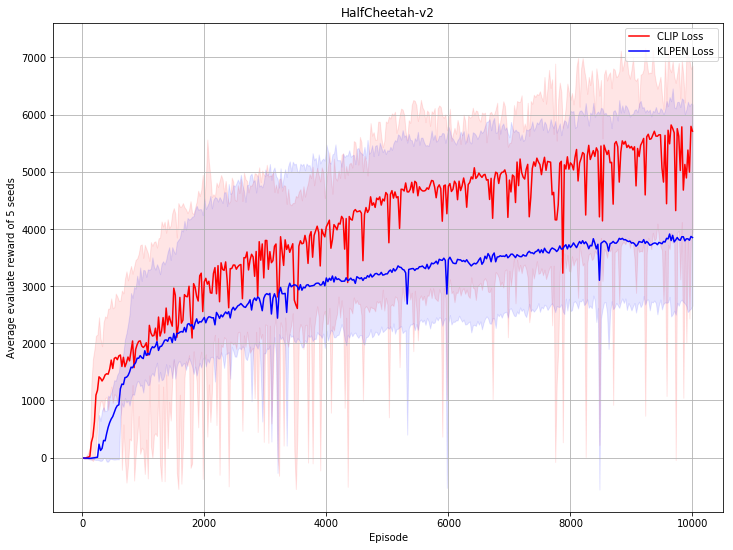 HalfCheetah-v2
CLIP Loss
KLPEN Loss
Average evaluate reward of 5 seeds
7000
6000
5000
4000
3000
2000
1000
0
0 2000 4000 6000 8000 10000
Episode